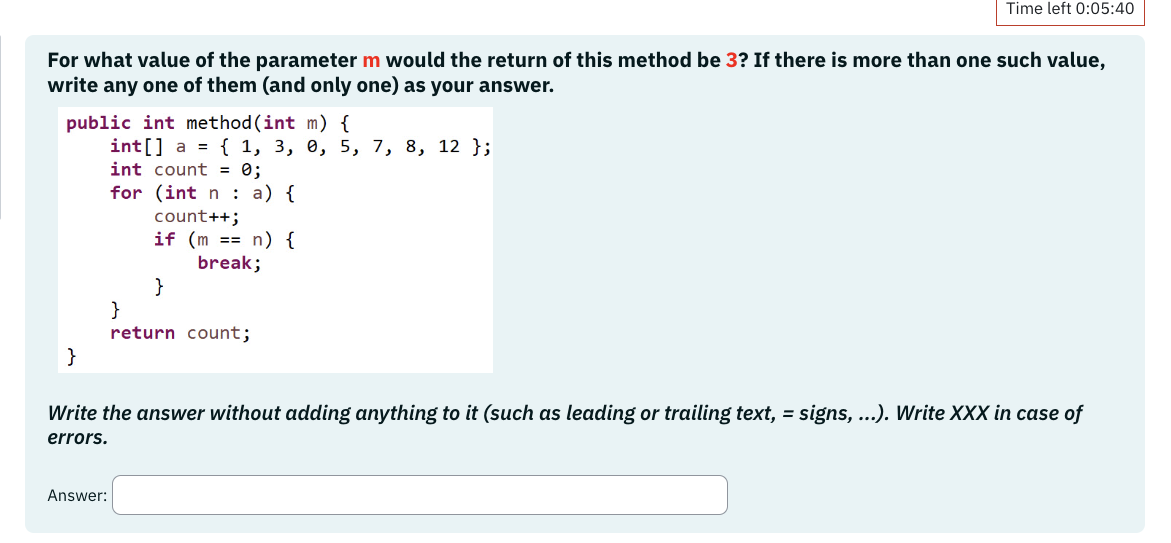 Time left 0:05:40
For what value of the parameter m would the return of this method be 3? If there is more than one such value,
write any one of them (and only one) as your answer.
public int method(int m) {
    int[] a = { 1, 3, 0, 5, 7, 8, 12 };
    int count = 0;
    for (int n : a) {
        count++;
        if (m == n) {
            break;
        }
    }
    return count;
}
Write the answer without adding anything to it (such as leading or trailing text, = signs, ...). Write XXX in case of
errors.
Answer: